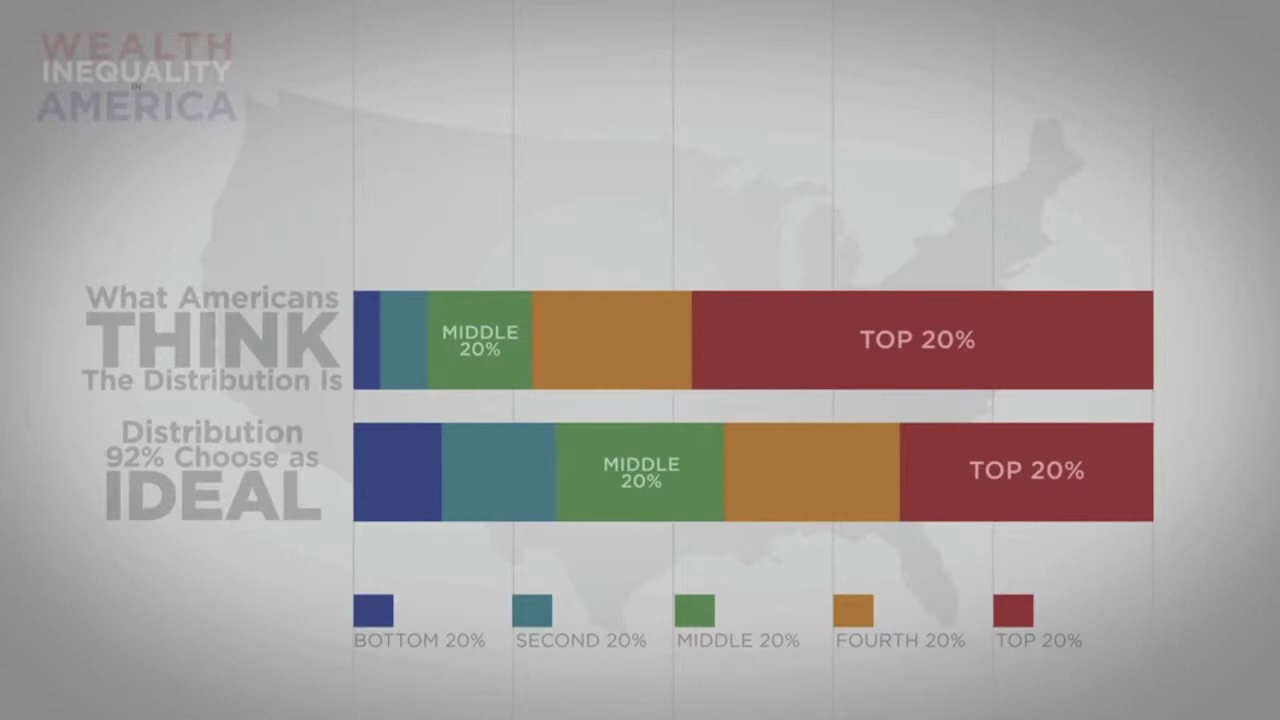 WEALTH
INEQUALITY
IN
AMERICA
What Americans
THINK
The Distribution Is
MIDDLE
20%
TOP 20%
Distribution
92% Choose as
IDEAL
MIDDLE
20%
TOP 20%
BOTTOM 20%
SECOND 20%
MIDDLE 20%
FOURTH 20%
TOP 20%